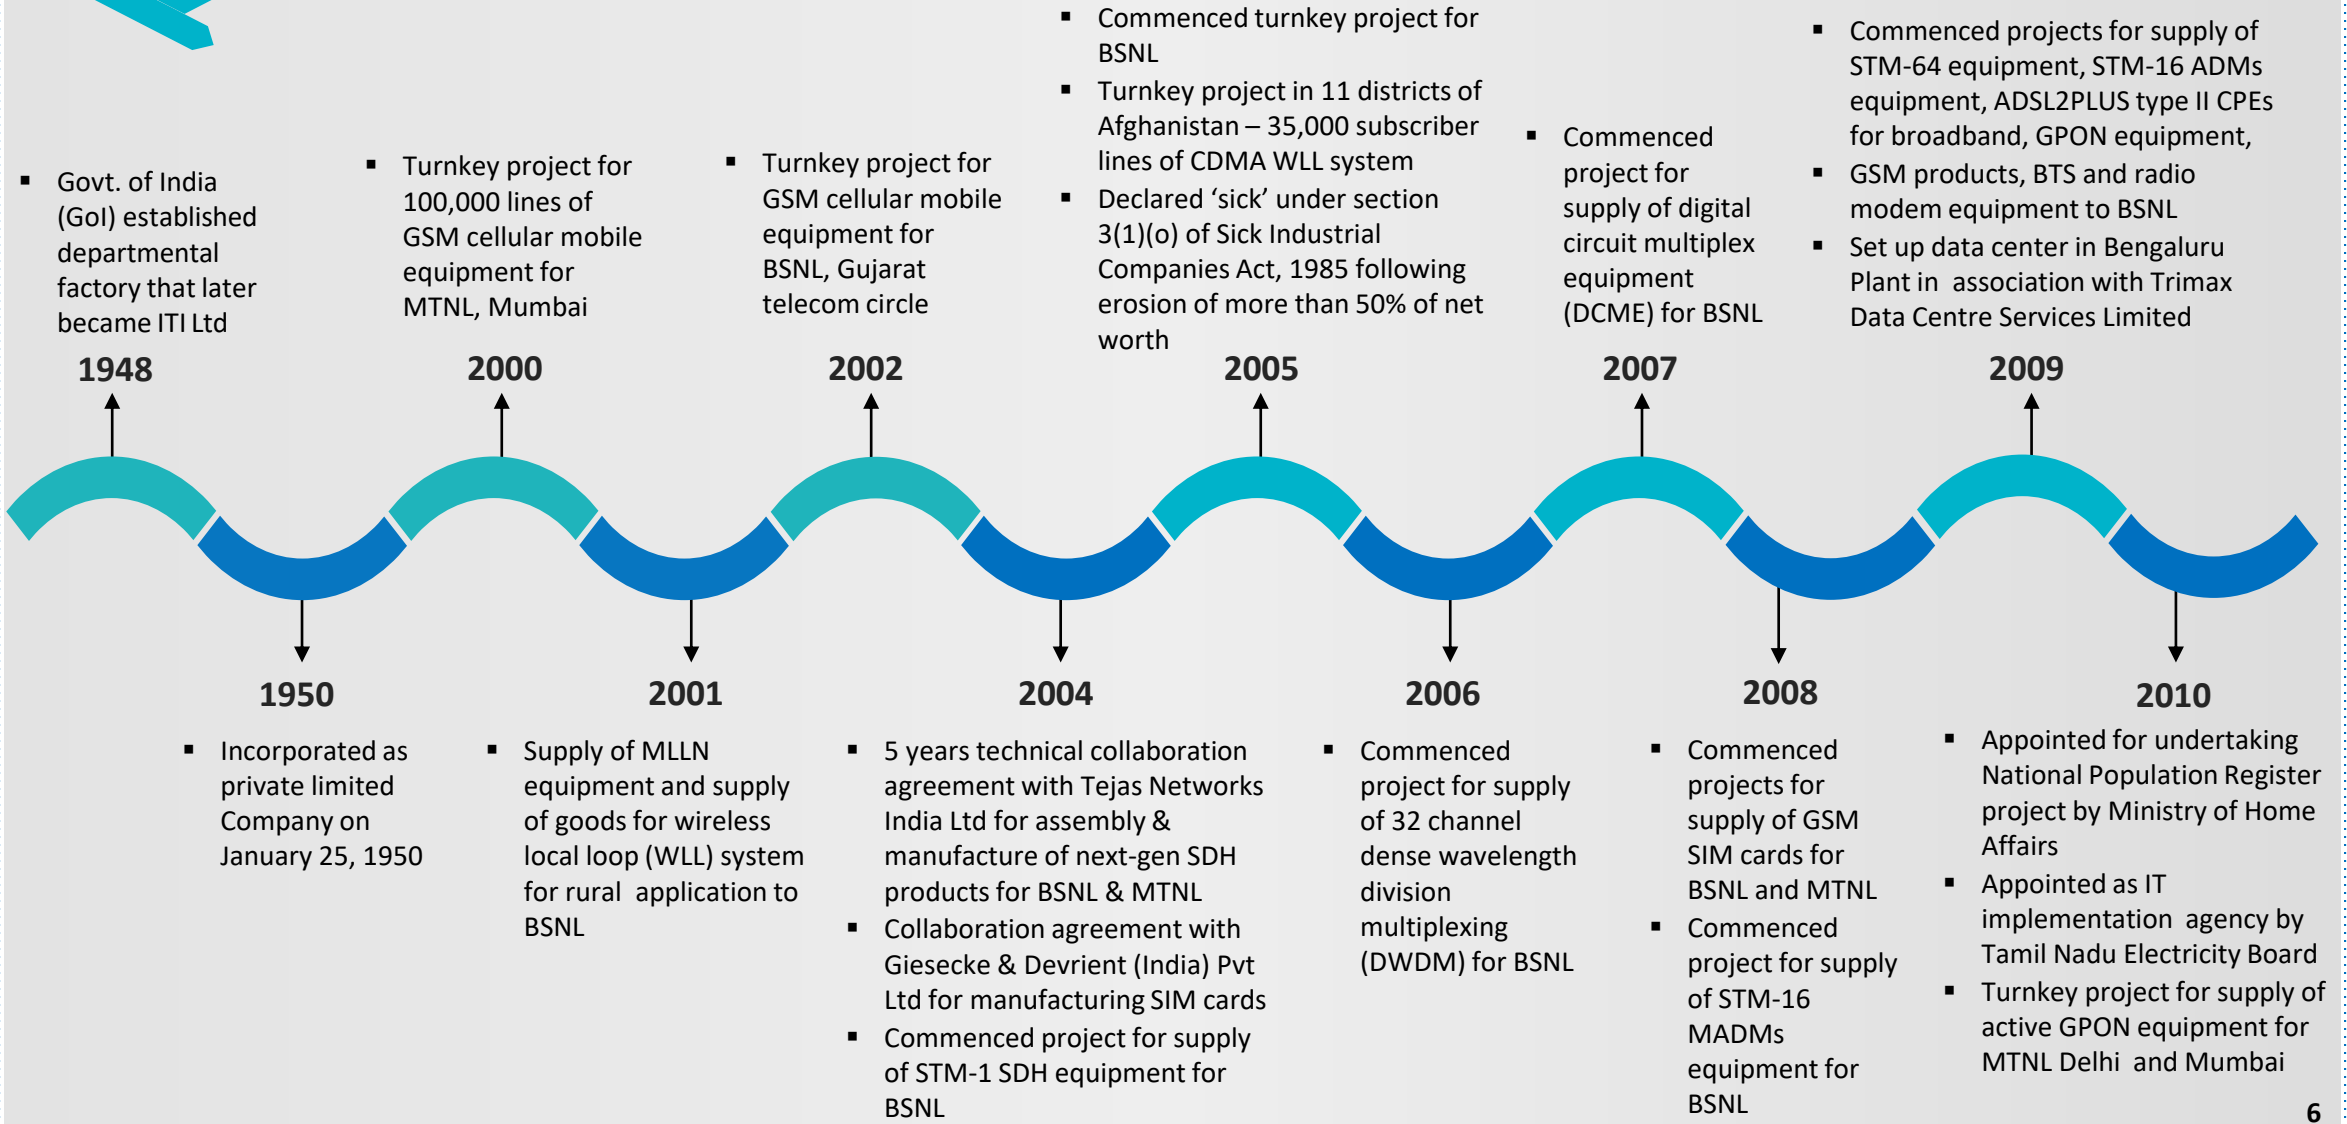 ▪ Govt. of India
(GoI) established
departmental
factory that later
became ITI Ltd
1948
▪ Turnkey project for
100,000 lines of
GSM cellular mobile
equipment for
MTNL, Mumbai
2000
▪ Turnkey project for
GSM cellular mobile
equipment for
BSNL, Gujarat
telecom circle
2002
▪ Commenced turnkey project for
BSNL
▪ Turnkey project in 11 districts of
Afghanistan – 35,000 subscriber
lines of CDMA WLL system
▪ Declared ‘sick’ under section
3(1)(o) of Sick Industrial
Companies Act, 1985 following
erosion of more than 50% of net
worth
2005
▪ Commenced
project for
supply of digital
circuit multiplex
equipment
(DCME) for BSNL
2007
▪ Commenced projects for supply of
STM-64 equipment, STM-16 ADMs
equipment, ADSL2PLUS type II CPEs
for broadband, GPON equipment,
▪ GSM products, BTS and radio
modem equipment to BSNL
▪ Set up data center in Bengaluru
Plant in association with Trimax
Data Centre Services Limited
2009
1950
▪ Incorporated as
private limited
Company on
January 25, 1950
2001
▪ Supply of MLLN
equipment and supply
of goods for wireless
local loop (WLL) system
for rural application to
BSNL
2004
▪ 5 years technical collaboration
agreement with Tejas Networks
India Ltd for assembly &
manufacture of next-gen SDH
products for BSNL & MTNL
▪ Collaboration agreement with
Giesecke & Devrient (India) Pvt
Ltd for manufacturing SIM cards
▪ Commenced project for supply
of STM-1 SDH equipment for
BSNL
2006
▪ Commenced
project for supply
of 32 channel
dense wavelength
division
multiplexing
(DWDM) for BSNL
2008
▪ Commenced
projects for
supply of GSM
SIM cards for
BSNL and MTNL
▪ Commenced
project for supply
of STM-16
MADMs
equipment for
BSNL
2010
▪ Appointed for undertaking
National Population Register
project by Ministry of Home
Affairs
▪ Appointed as IT
implementation agency by
Tamil Nadu Electricity Board
▪ Turnkey project for supply of
active GPON equipment for
MTNL Delhi and Mumbai
6